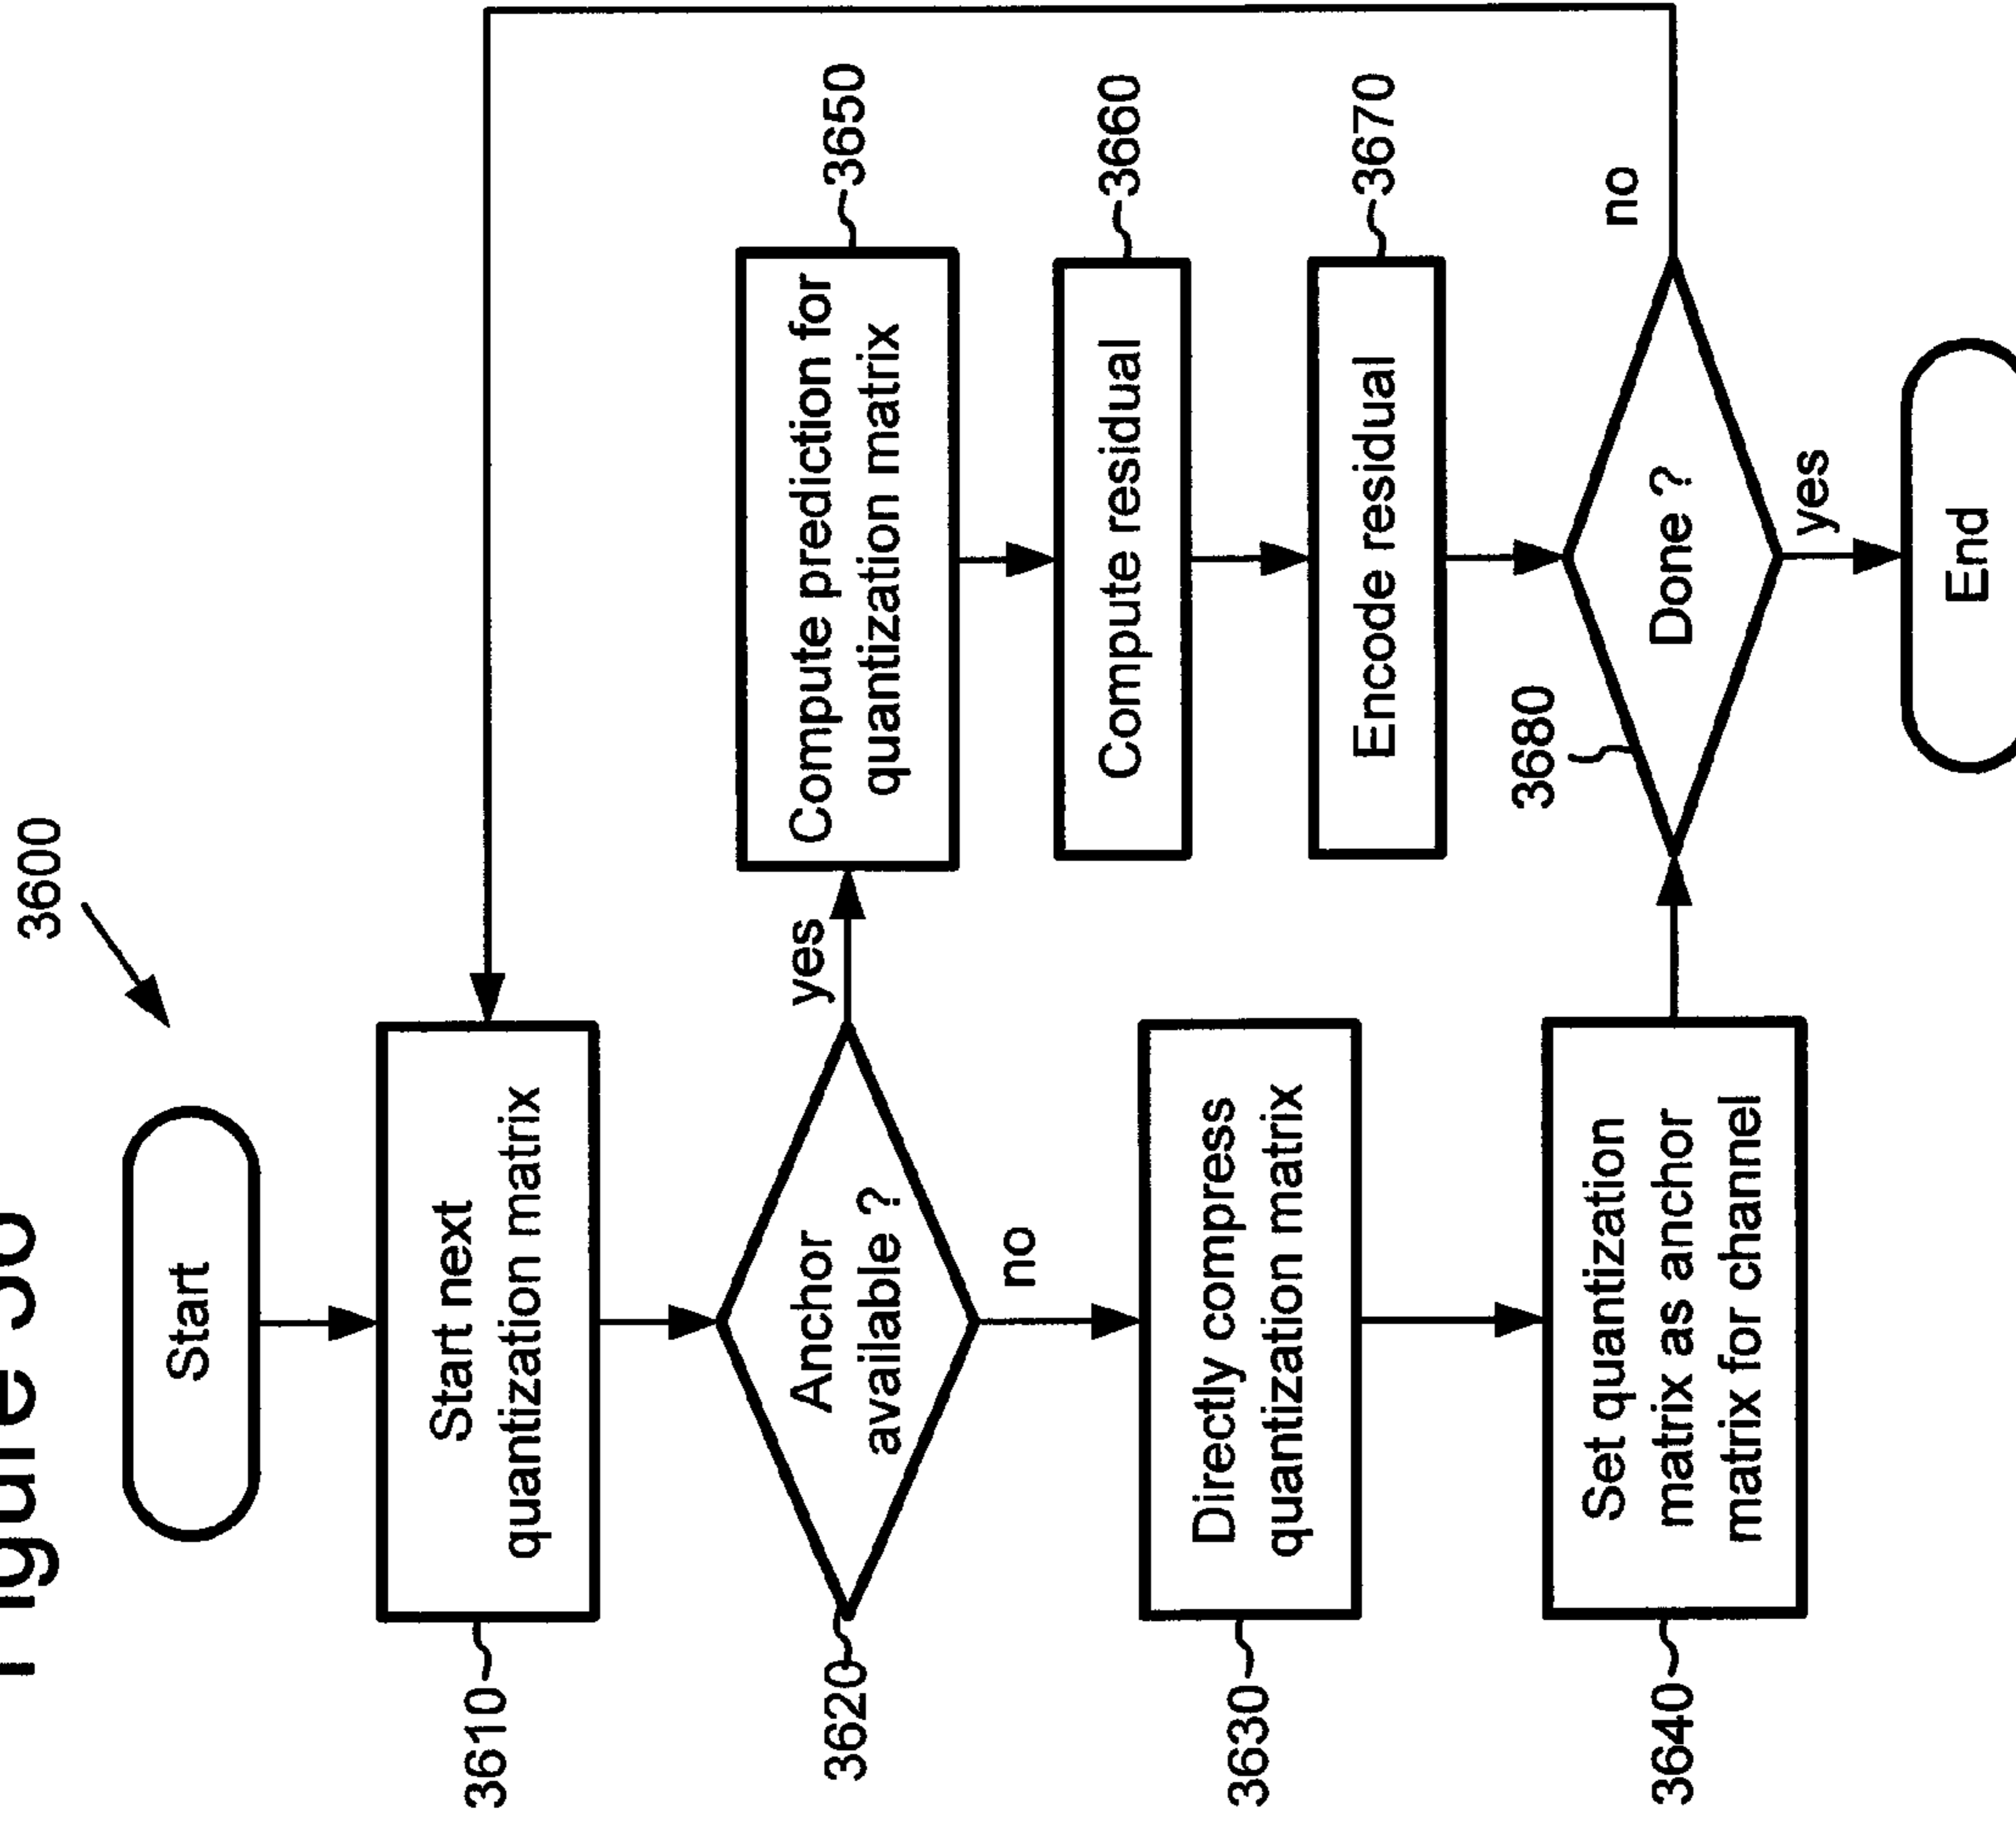 3600
Start
3610
Start next
quantization matrix
3620
Anchor
available ?
yes
no
3630
Directly compress
quantization matrix
3640
Set quantization
matrix as anchor
matrix for channel
3650
Compute prediction for
quantization matrix
3660
Compute residual
3670
Encode residual
3680
Done ?
no
yes
End